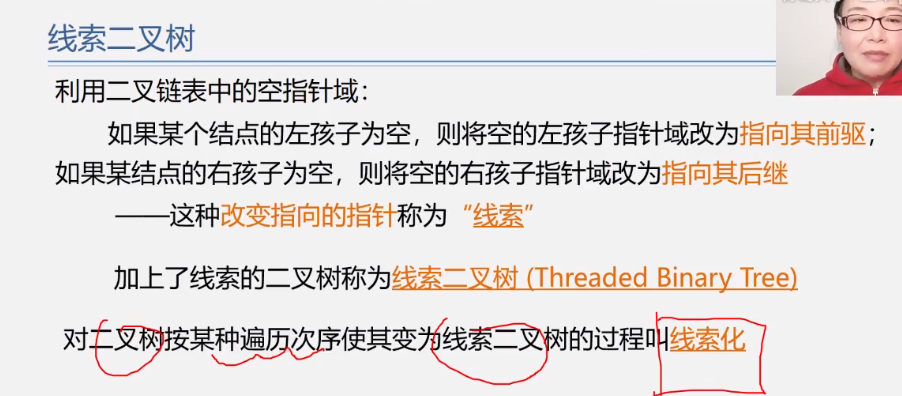 线索二叉树
利用二叉链表中的空指针域：
如果某个结点的左孩子为空，则将空的左孩子指针域改为指向其前驱；
如果某结点的右孩子为空，则将空的右孩子指针域改为指向其后继
——这种改变指向的指针称为“线索”
加上了线索的二叉树称为线索二叉树 (Threaded Binary Tree)
对二叉树按某种遍历次序使其变为线索二叉树的过程叫线索化